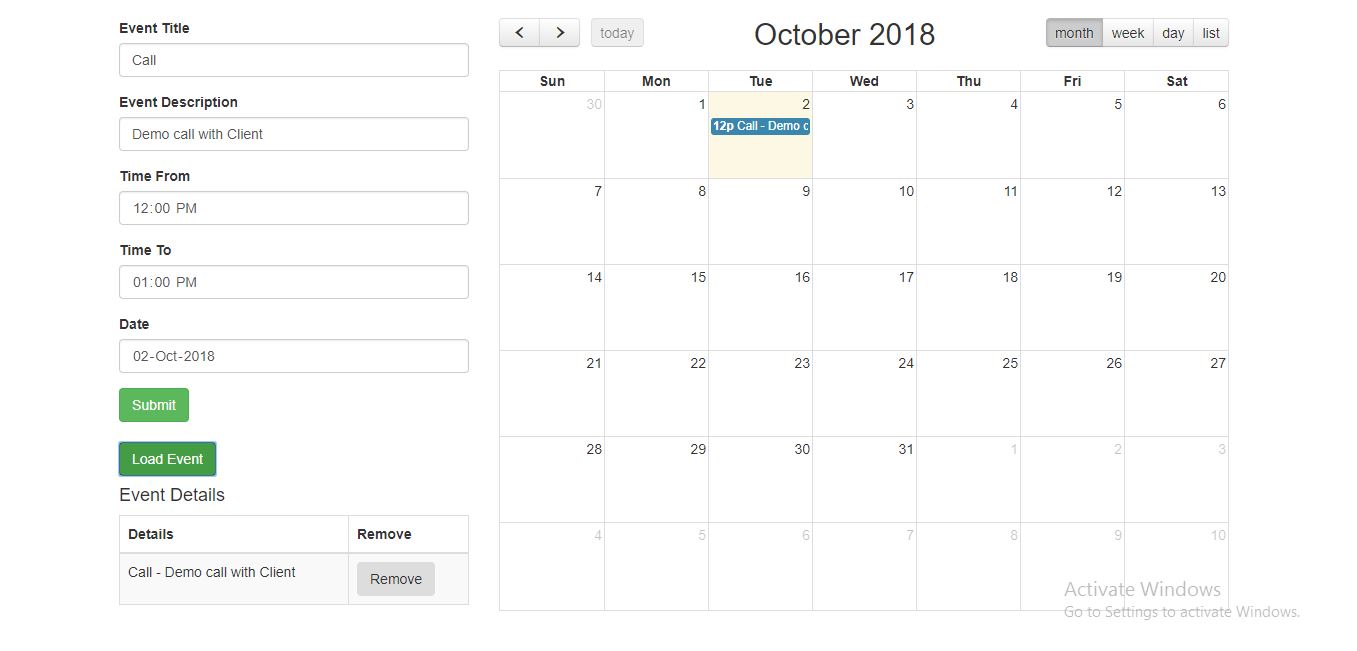 Event Title
Call
Event Description
Demo call with Client
Time From
12:00 PM
Time To
01:00 PM
Date
02-Oct-2018
Submit
Load Event
Event Details
Details Remove
Call - Demo call with Client Remove
today October 2018 month week day list
Sun Mon Tue Wed Thu Fri Sat
30 1 2 3 4 5 6
12p Call - Demo c
7 8 9 10 11 12 13
14 15 16 17 18 19 20
21 22 23 24 25 26 27
28 29 30 31 1 2 3
4 5 6 7 8 9 10
Activate Windows
Go to Settings to activate Windows.